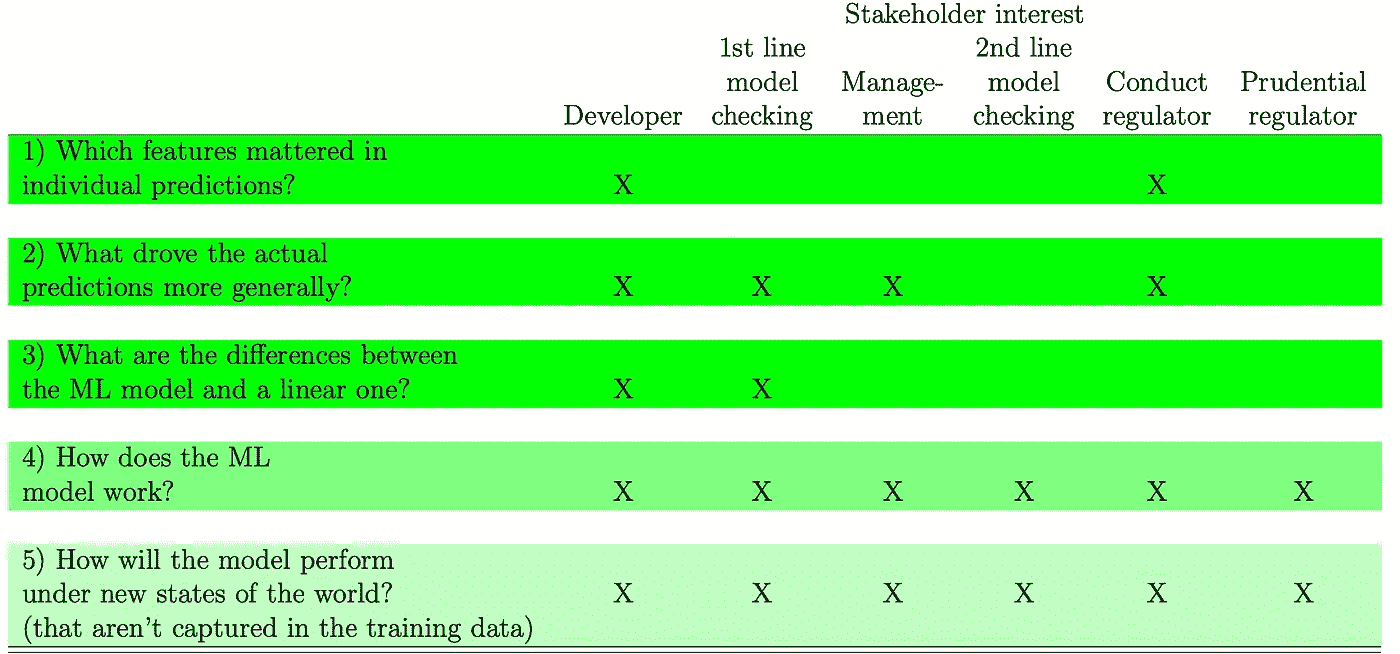 Stakeholder interest
1st line 2nd line
model Manage- model Conduct Prudential
Developer checking ment checking regulator regulator
1) Which features mattered in
individual predictions? X X
2) What drove the actual
predictions more generally? X X X X
3) What are the differences between
the ML model and a linear one? X X
4) How does the ML
model work? X X X X X X
5) How will the model perform
under new states of the world? X X X X X X
(that aren't captured in the training data)